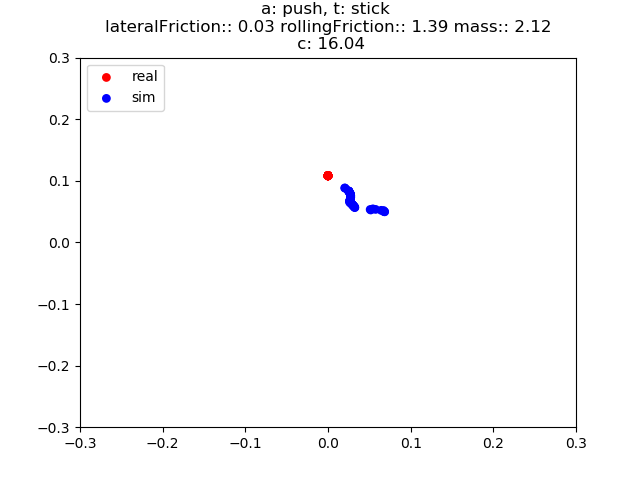 a: push, t: stick
lateralFriction:: 0.03 rollingFriction:: 1.39 mass:: 2.12
c: 16.04
real
sim
0.3
0.2
0.1
0.0
−0.1
−0.2
−0.3
−0.3
−0.2
−0.1
0.0
0.1
0.2
0.3